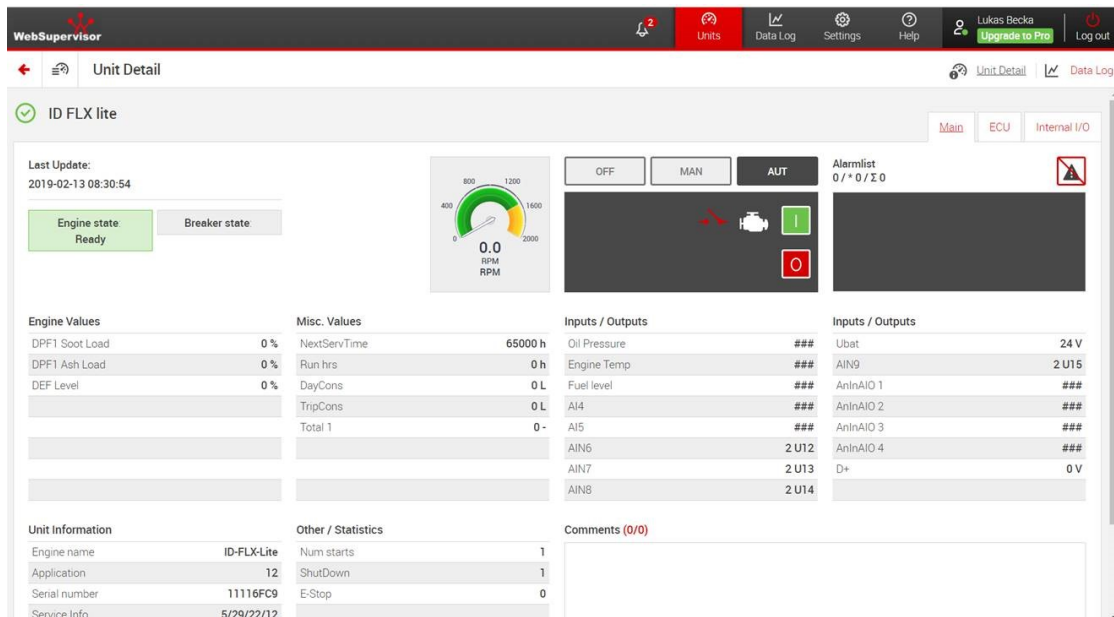 WebSupervisor
2
Units
Data Log
Settings
Help
Lukas Becka
Upgrade to Pro
Log out
Unit Detail
Unit Detail
Data Log
ID FLX lite
Main
ECU
Internal I/O
Last Update:
2019-02-13 08:30:54
Engine state:
Ready
Breaker state:
0
400
800
1200
1600
2000
0.0
RPM
RPM
OFF
MAN
AUT
I
O
Alarmlist
0 / * 0 / Σ 0
Engine Values
DPF1 Soot Load 0 %
DPF1 Ash Load 0 %
DEF Level 0 %
Misc. Values
NextServTime 65000 h
Run hrs 0 h
DayCons 0 L
TripCons 0 L
Total 1 0 -
Inputs / Outputs
Oil Pressure ###
Engine Temp ###
Fuel level ###
AI4 ###
AI5 ###
AIN6 2 U12
AIN7 2 U13
AIN8 2 U14
Inputs / Outputs
Ubat 24 V
AIN9 2 U15
AnInAIO 1 ###
AnInAIO 2 ###
AnInAIO 3 ###
AnInAIO 4 ###
D+ 0 V
Unit Information
Engine name ID-FLX-Lite
Application 12
Serial number 11116FC9
Service Info 5/29/22/12
Other / Statistics
Num starts 1
ShutDown 1
E-Stop 0
Comments (0/0)